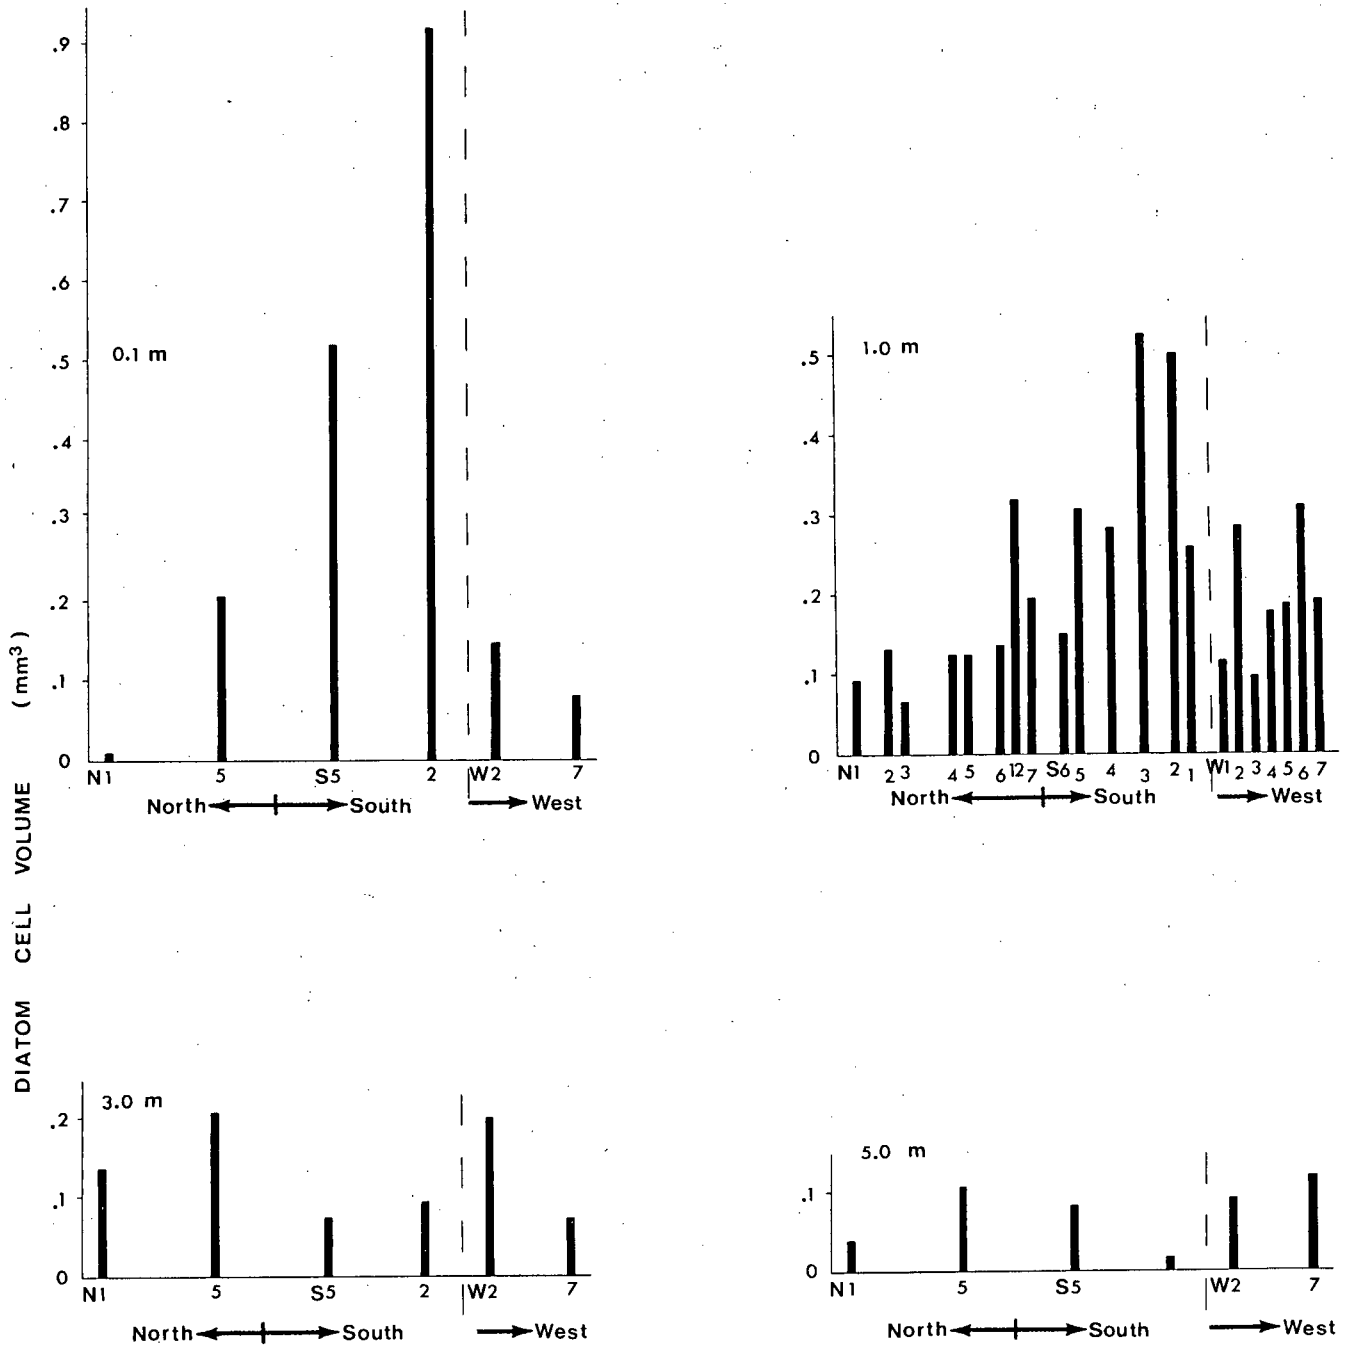 DIATOM CELL VOLUME (mm³)
.9
.8
.7
.6
.5
.4
.3
.2
.1
0
0.1 m
N1 5 S5 2 W2 7
North South West
.5
.4
.3
.2
.1
0
1.0 m
N1 2 3 4 5 6 12 7 S6 5 4 3 2 1 W1 2 3 4 5 6 7
North South West
3.0 m
.2
.1
0
N1 5 S5 2 W2 7
North South West
5.0 m
.1
0
N1 5 S5 W2 7
North South West